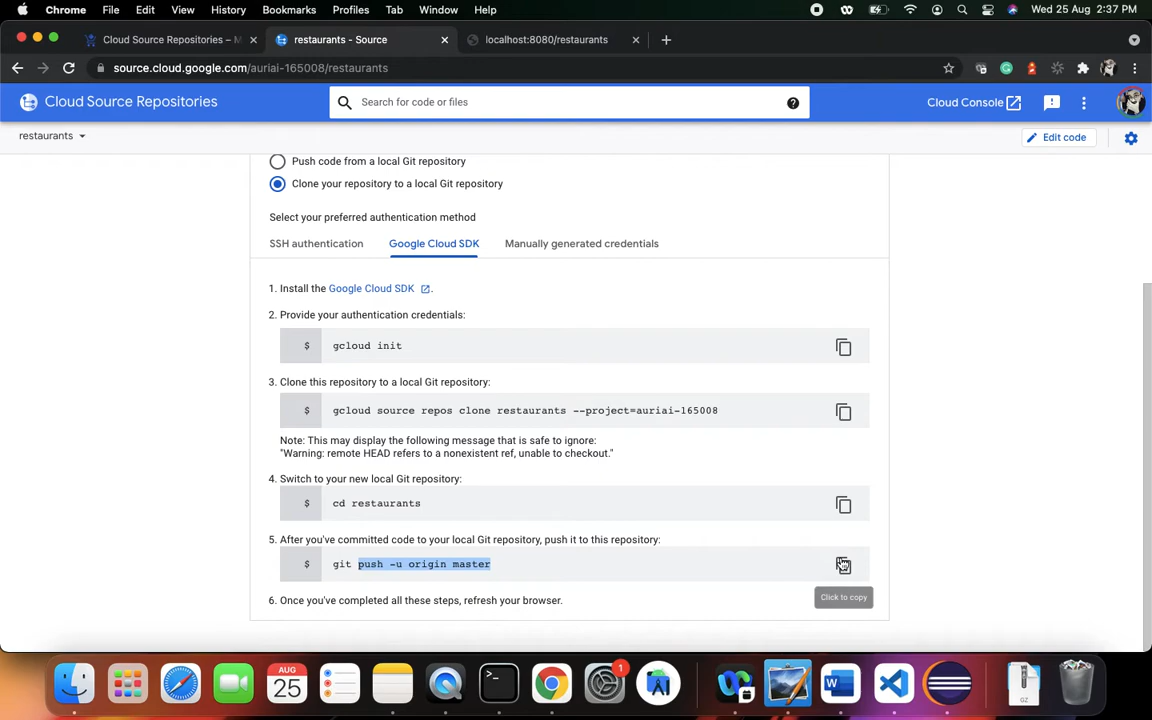 Chrome File Edit View History Bookmarks Profiles Tab Window Help Wed 25 Aug 2:37 PM
Cloud Source Repositories – M restaurants - Source localhost:8080/restaurants
source.cloud.google.com/auriai-165008/restaurants
Cloud Source Repositories Search for code or files Cloud Console
restaurants Edit code
Push code from a local Git repository
Clone your repository to a local Git repository
Select your preferred authentication method
SSH authentication Google Cloud SDK Manually generated credentials
1. Install the Google Cloud SDK .
2. Provide your authentication credentials:
$ gcloud init
3. Clone this repository to a local Git repository:
$ gcloud source repos clone restaurants --project=auriai-165008
Note: This may display the following message that is safe to ignore:
"Warning: remote HEAD refers to a nonexistent ref, unable to checkout."
4. Switch to your new local Git repository:
$ cd restaurants
5. After you've committed code to your local Git repository, push it to this repository:
$ git push -u origin master
Click to copy
6. Once you've completed all these steps, refresh your browser.
AUG
25
1